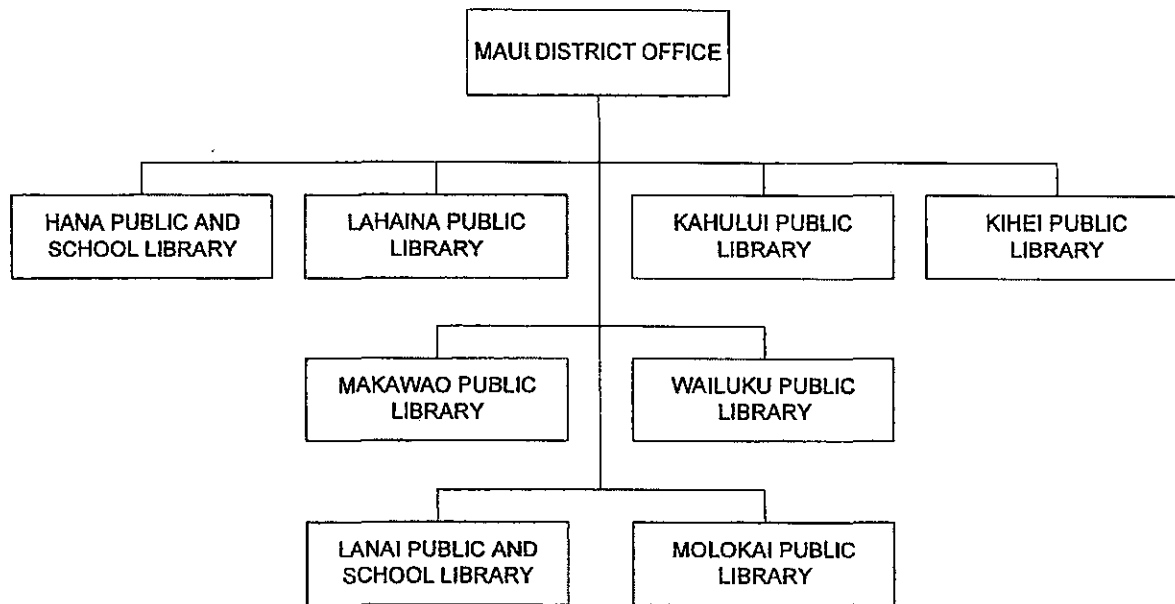 MAUI DISTRICT OFFICE
HANA PUBLIC AND
SCHOOL LIBRARY
LAHAINA PUBLIC
LIBRARY
KAHULUI PUBLIC
LIBRARY
KIHEI PUBLIC
LIBRARY
MAKAWAO PUBLIC
LIBRARY
WAILUKU PUBLIC
LIBRARY
LANAI PUBLIC AND
SCHOOL LIBRARY
MOLOKAI PUBLIC
LIBRARY